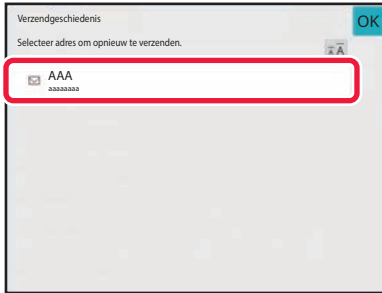 Verzendgeschiedenis
OK
Selecteer adres om opnieuw te verzenden.
AAA
aaaaaaaa